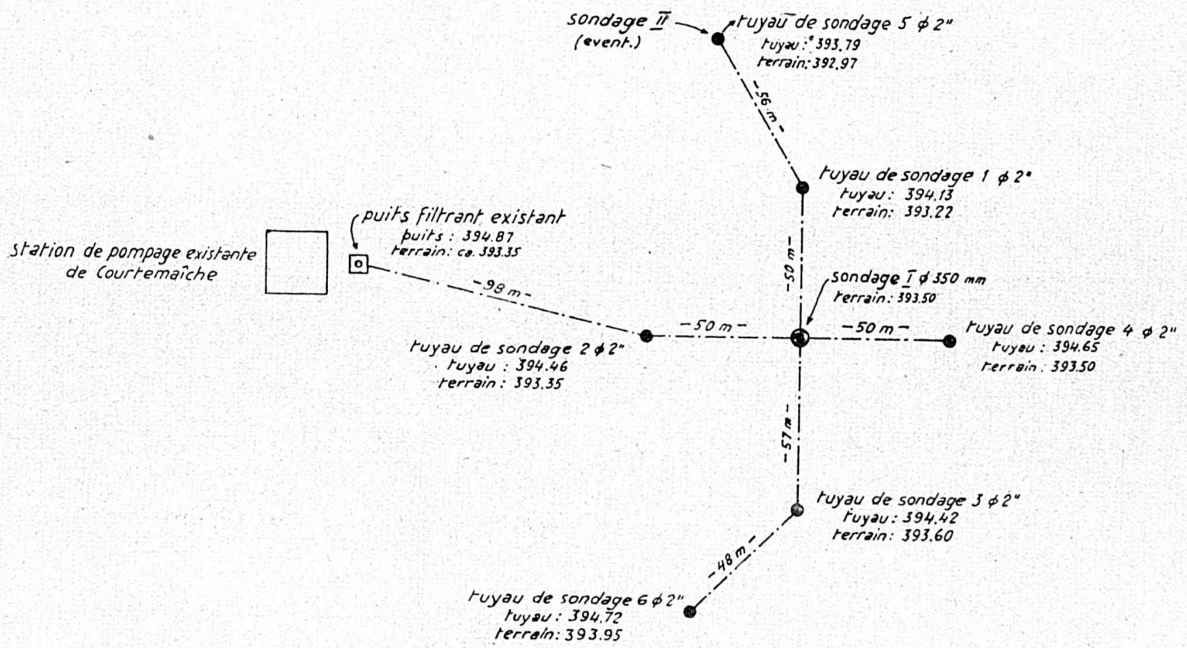 sondage II
(event.)
tuyau de sondage 5 ϕ 2"
tuyau: 393.79
terrain: 392.97
-56 m-
tuyau de sondage 1 ϕ 2"
tuyau: 394.13
terrain: 393.22
puits filtrant existant
puits : 394.87
terrain: ca. 393.35
station de pompage existante
de Courtemaîche
-98 m-
-50 m-
sondage I ϕ 350 mm
terrain: 393.50
-50 m-
-50 m-
tuyau de sondage 2 ϕ 2"
tuyau : 394.46
terrain : 393.35
tuyau de sondage 4 ϕ 2"
tuyau: 394.65
terrain: 393.50
-57 m-
tuyau de sondage 3 ϕ 2"
tuyau: 394.42
terrain: 393.60
-48 m-
tuyau de sondage 6 ϕ 2"
tuyau: 394.72
terrain: 393.95